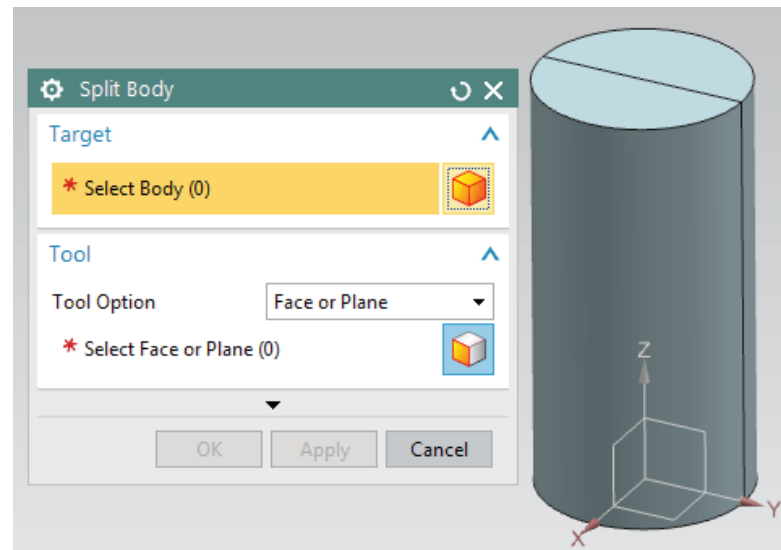 Split Body
Target
* Select Body (0)
Tool
Tool Option Face or Plane
* Select Face or Plane (0)
OK Apply Cancel
Z
Y
X